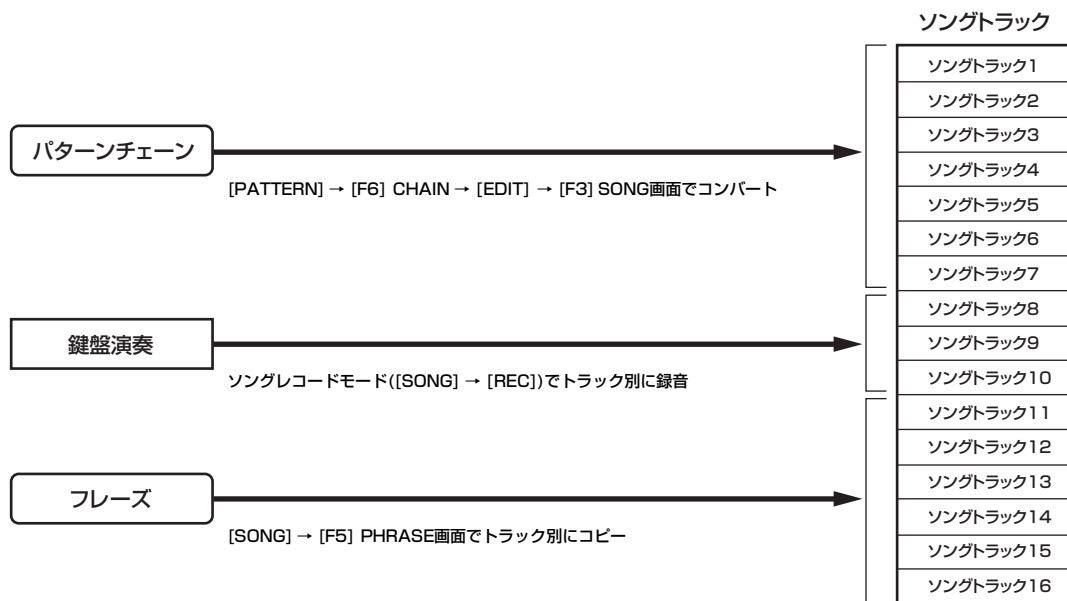 ソングトラック
ソングトラック1
ソングトラック2
ソングトラック3
ソングトラック4
ソングトラック5
ソングトラック6
ソングトラック7
ソングトラック8
ソングトラック9
ソングトラック10
ソングトラック11
ソングトラック12
ソングトラック13
ソングトラック14
ソングトラック15
ソングトラック16
パターンチェーン
[PATTERN] → [F6] CHAIN → [EDIT] → [F3] SONG画面でコンバート
鍵盤演奏
ソングレコードモード([SONG] → [REC])でトラック別に録音
フレーズ
[SONG] → [F5] PHRASE画面でトラック別にコピー